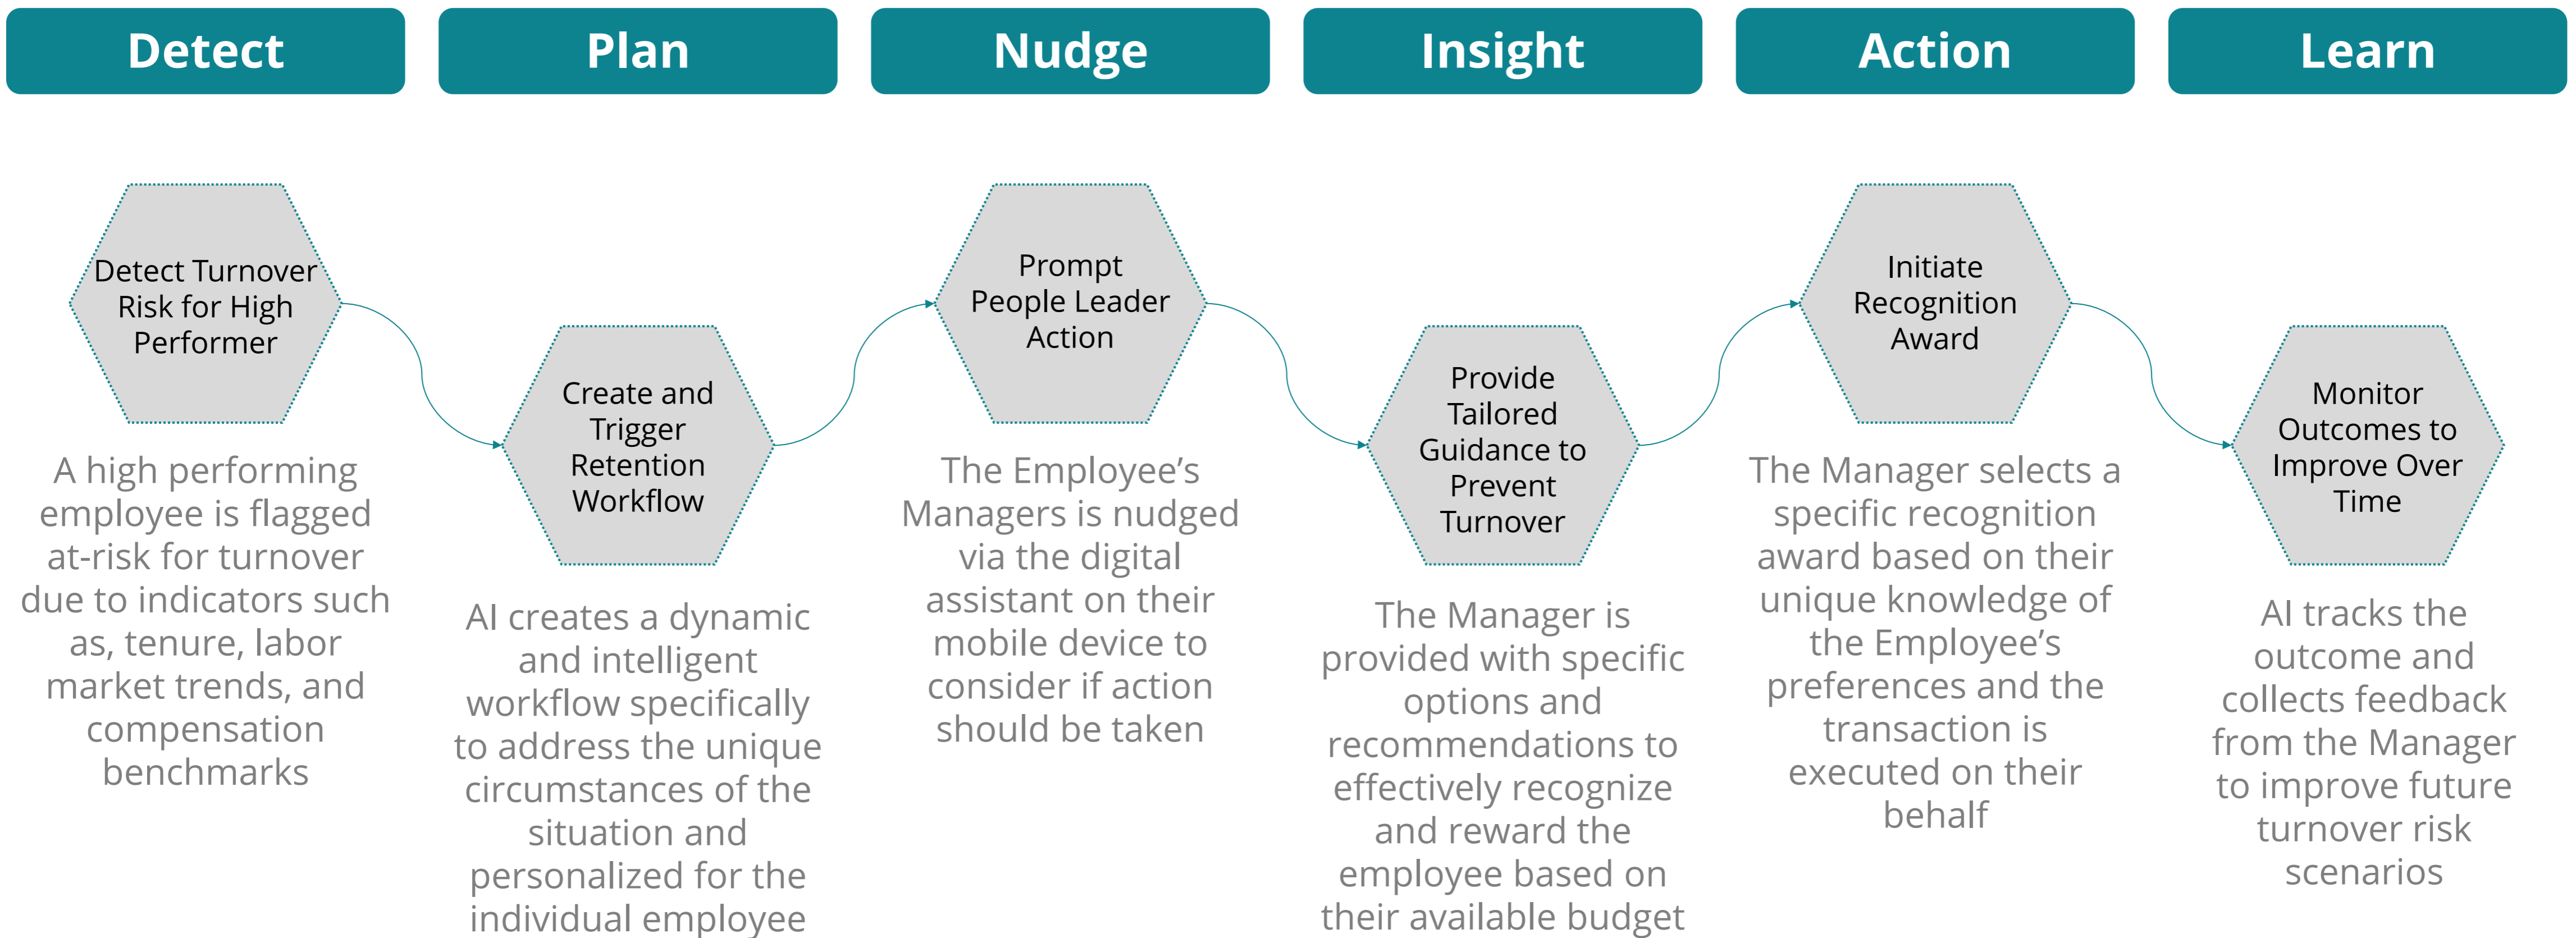 Detect
Plan
Nudge
Insight
Action
Learn
Detect Turnover
Risk for High
Performer
A high performing
employee is flagged
at-risk for turnover
due to indicators such
as, tenure, labor
market trends, and
compensation
benchmarks
Create and
Trigger
Retention
Workflow
AI creates a dynamic
and intelligent
workflow specifically
to address the unique
circumstances of the
situation and
personalized for the
individual employee
Prompt
People Leader
Action
The Employee’s
Managers is nudged
via the digital
assistant on their
mobile device to
consider if action
should be taken
Provide
Tailored
Guidance to
Prevent
Turnover
The Manager is
provided with specific
options and
recommendations to
effectively recognize
and reward the
employee based on
their available budget
Initiate
Recognition
Award
The Manager selects a
specific recognition
award based on their
unique knowledge of
the Employee’s
preferences and the
transaction is
executed on their
behalf
Monitor
Outcomes to
Improve Over
Time
AI tracks the
outcome and
collects feedback
from the Manager
to improve future
turnover risk
scenarios